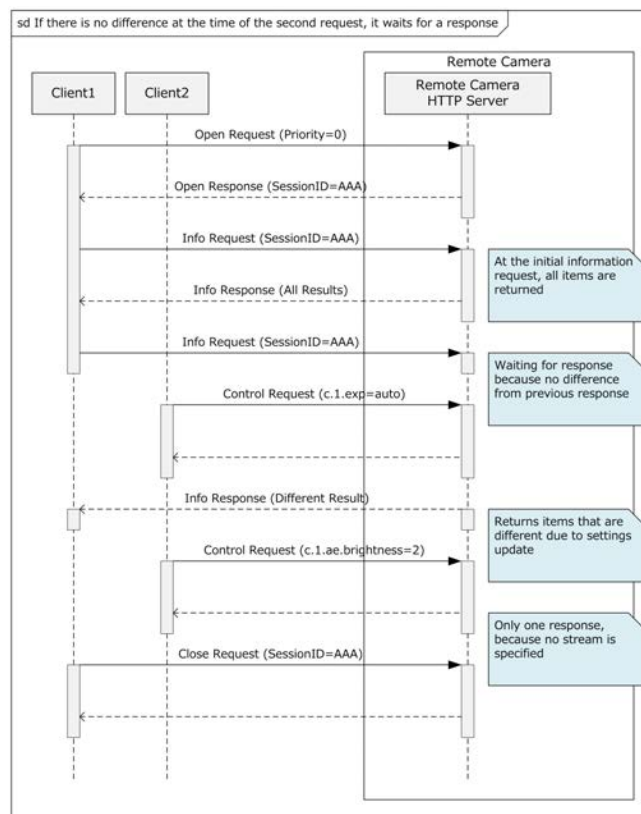 sd If there is no difference at the time of the second request, it waits for a response
Remote Camera
Client1
Client2
Remote Camera
HTTP Server
Open Request (Priority=0)
Open Response (SessionID=AAA)
Info Request (SessionID=AAA)
At the initial information
request, all items are
returned
Info Response (All Results)
Info Request (SessionID=AAA)
Waiting for response
because no difference
from previous response
Control Request (c.1.exp=auto)
Info Response (Different Result)
Returns items that are
different due to settings
update
Control Request (c.1.ae.brightness=2)
Only one response,
because no stream is
specified
Close Request (SessionID=AAA)